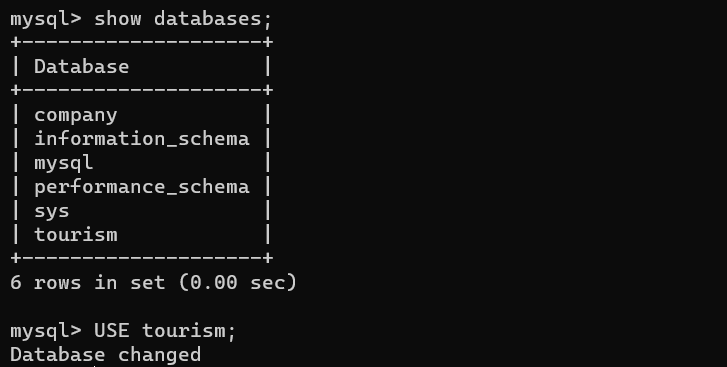 mysql> show databases;
+--------------------+
| Database           |
+--------------------+
| company            |
| information_schema |
| mysql              |
| performance_schema |
| sys                |
| tourism            |
+--------------------+
6 rows in set (0.00 sec)
mysql> USE tourism;
Database changed